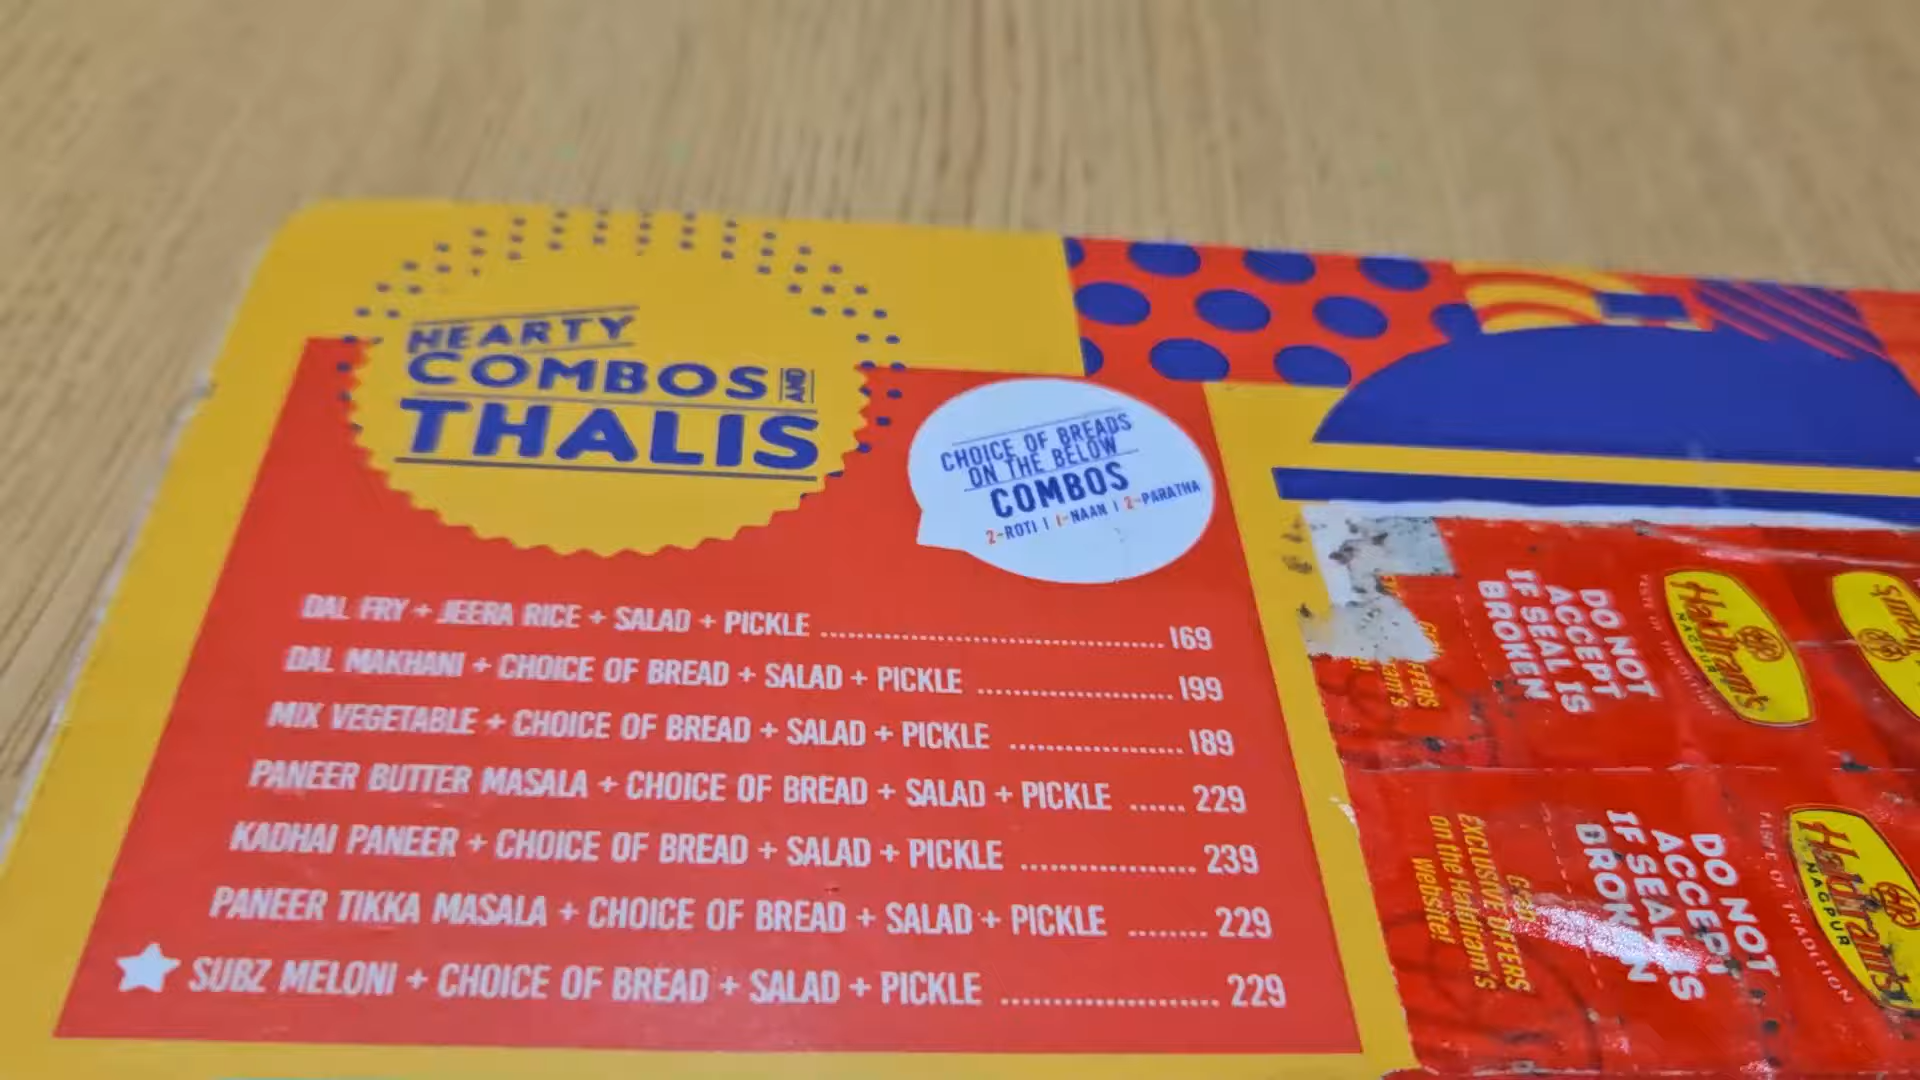 HEARTY
COMBOS AND
THALIS
CHOICE OF BREADS
ON THE BELOW
COMBOS
2-ROTI | 1-NAAN | 2-PARATHA
DAL FRY + JEERA RICE + SALAD + PICKLE ........ 169
DAL MAKHANI + CHOICE OF BREAD + SALAD + PICKLE ........ 199
MIX VEGETABLE + CHOICE OF BREAD + SALAD + PICKLE ........ 189
PANEER BUTTER MASALA + CHOICE OF BREAD + SALAD + PICKLE ...... 229
KADHAI PANEER + CHOICE OF BREAD + SALAD + PICKLE ........ 239
PANEER TIKKA MASALA + CHOICE OF BREAD + SALAD + PICKLE ........ 229
SUBZ MELONI + CHOICE OF BREAD + SALAD + PICKLE ........ 229
DO NOT
ACCEPT
IF SEAL IS
BROKEN
Haldiram's
NAGPUR
DO NOT
ACCEPT
IF SEAL IS
BROKEN
EXCLUSIVE OFFERS
on the Haldiram's
website!
Haldiram's
NAGPUR
TASTE OF TRADITION